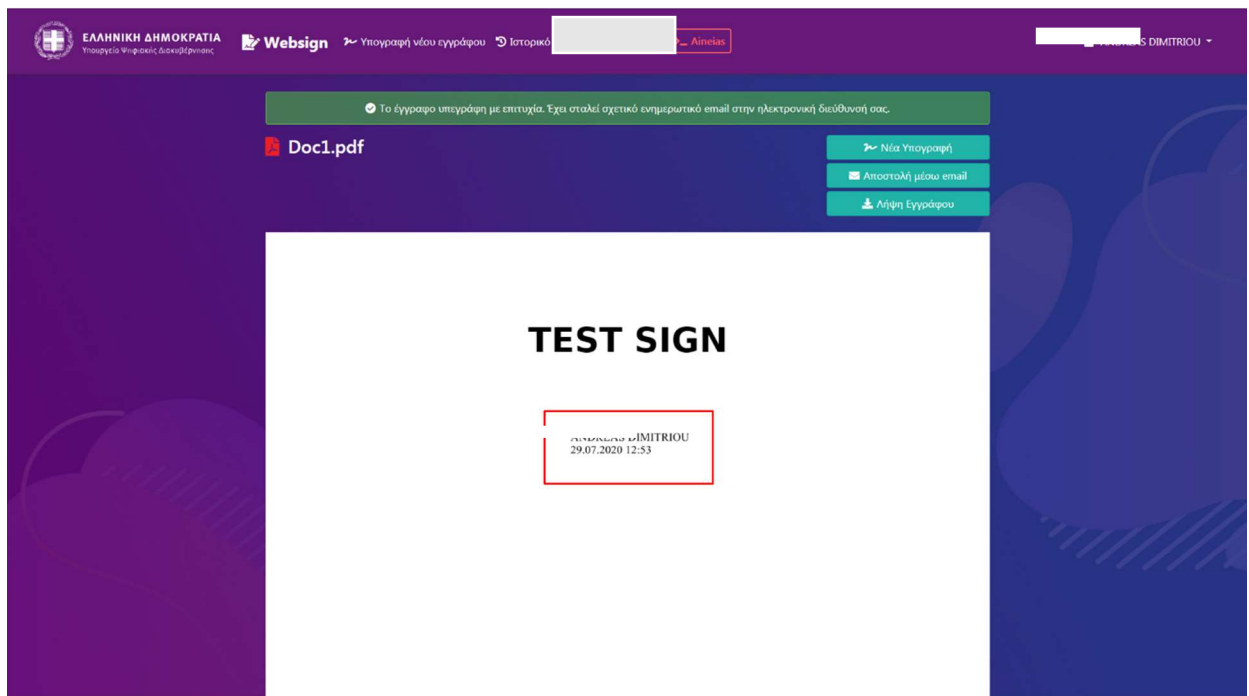 ΕΛΛΗΝΙΚΗ ΔΗΜΟΚΡΑΤΙΑ
Υπουργείο Ψηφιακής Διακυβέρνησης
Websign
Υπογραφή νέου εγγράφου
Ιστορικό
Aineias
ANDREAS DIMITRIOU
Το έγγραφο υπεγράφη με επιτυχία. Έχει σταλεί σχετικό ενημερωτικό email στην ηλεκτρονική διεύθυνσή σας.
Doc1.pdf
Νέα Υπογραφή
Αποστολή μέσω email
Λήψη Εγγράφου
TEST SIGN
ANDREAS DIMITRIOU
29.07.2020 12:53